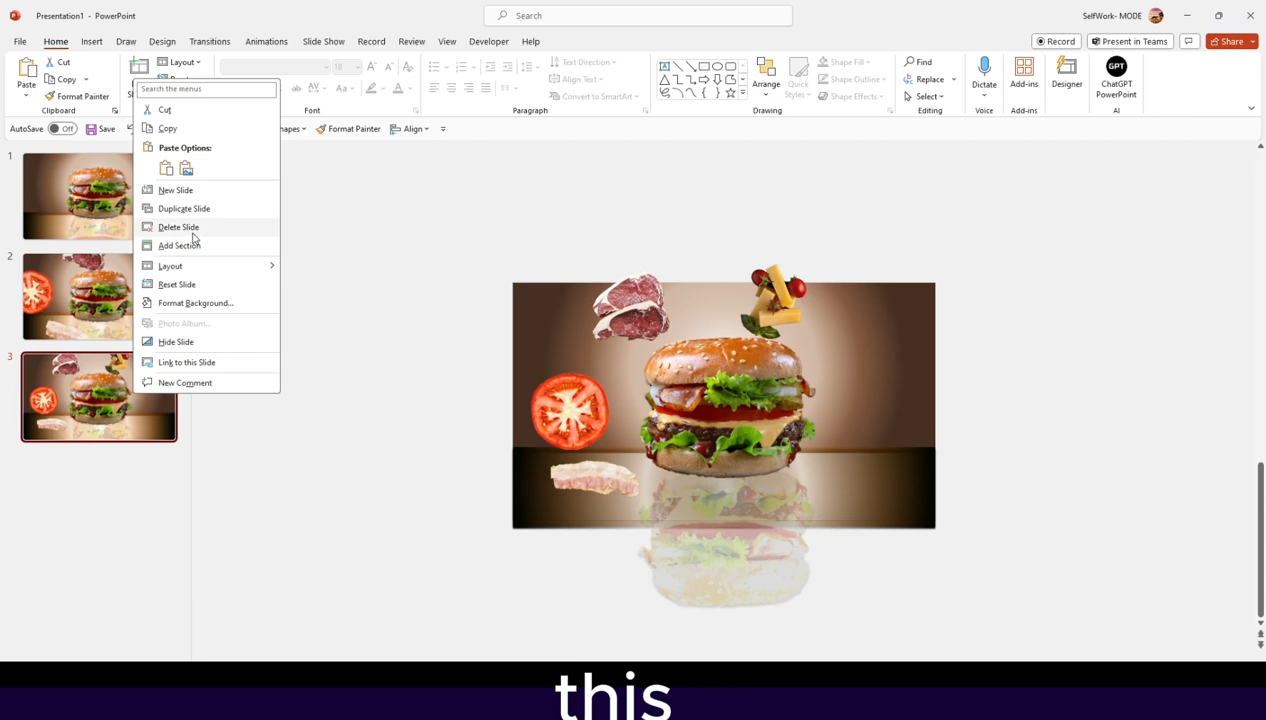 Presentation1 - PowerPoint
Search
SelfWork- MODE
File Home Insert Draw Design Transitions Animations Slide Show Record Review View Developer Help
Record
Present in Teams
Share
Paste
Cut
Copy
Format Painter
Clipboard
Layout
18
Font
Paragraph
Text Direction
Align Text
Convert to SmartArt
Arrange
Quick Styles
Shape Fill
Shape Outline
Shape Effects
Drawing
Find
Replace
Select
Editing
Dictate
Voice
Add-ins
Add-ins
Designer
GPT
ChatGPT PowerPoint
AI
AutoSave Off Save
Format Painter
Align
Search the menus
Cut
Copy
Paste Options:
New Slide
Duplicate Slide
Delete Slide
Add Section
Layout
Reset Slide
Format Background...
Photo Album...
Hide Slide
Link to this Slide
New Comment
1
2
3
this